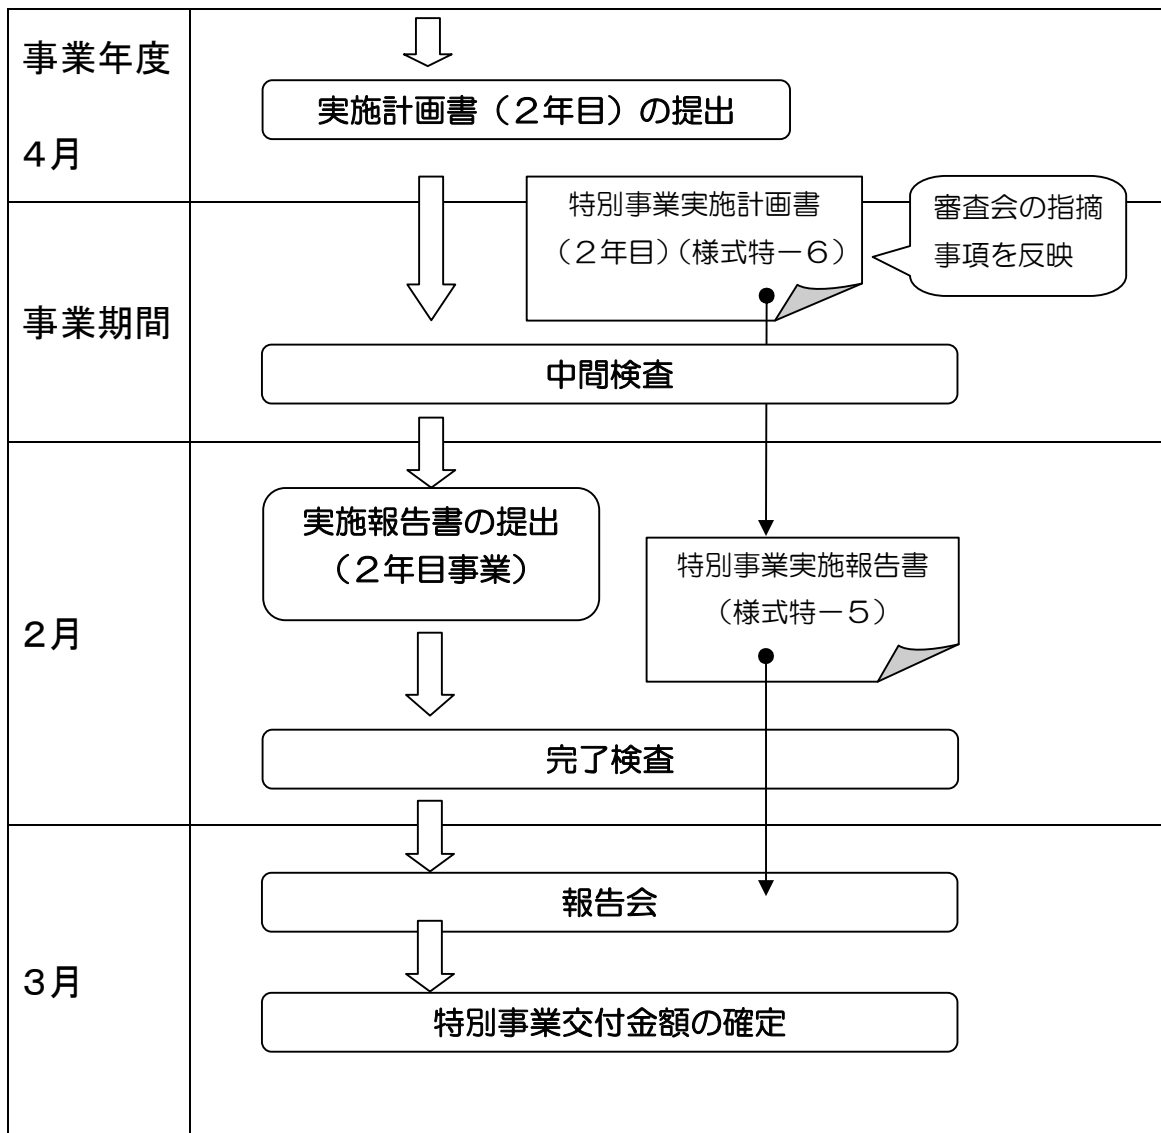 事業年度
４月
実施計画書（２年目）の提出
特別事業実施計画書
（２年目）（様式特－６）
審査会の指摘
事項を反映
事業期間
中間検査
２月
実施報告書の提出
（２年目事業）
特別事業実施報告書
（様式特－５）
完了検査
３月
報告会
特別事業交付金額の確定